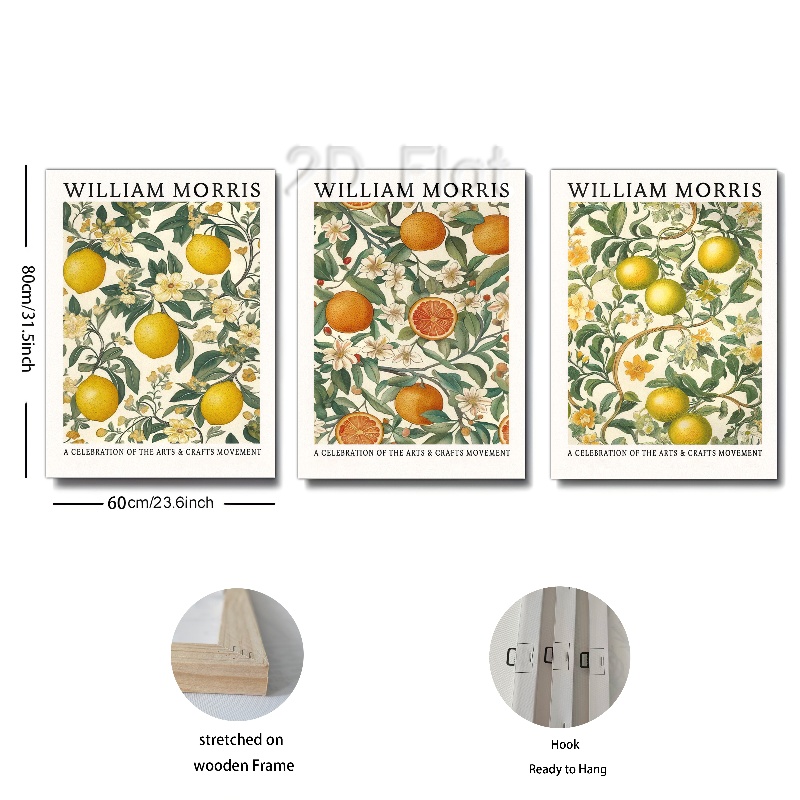 2D Flat
WILLIAM MORRIS
WILLIAM MORRIS
WILLIAM MORRIS
80cm/31.5inch
A CELEBRATION OF THE ARTS & CRAFTS MOVEMENT
A CELEBRATION OF THE ARTS & CRAFTS MOVEMENT
A CELEBRATION OF THE ARTS & CRAFTS MOVEMENT
60cm/23.6inch
stretched on
wooden Frame
Hook
Ready to Hang